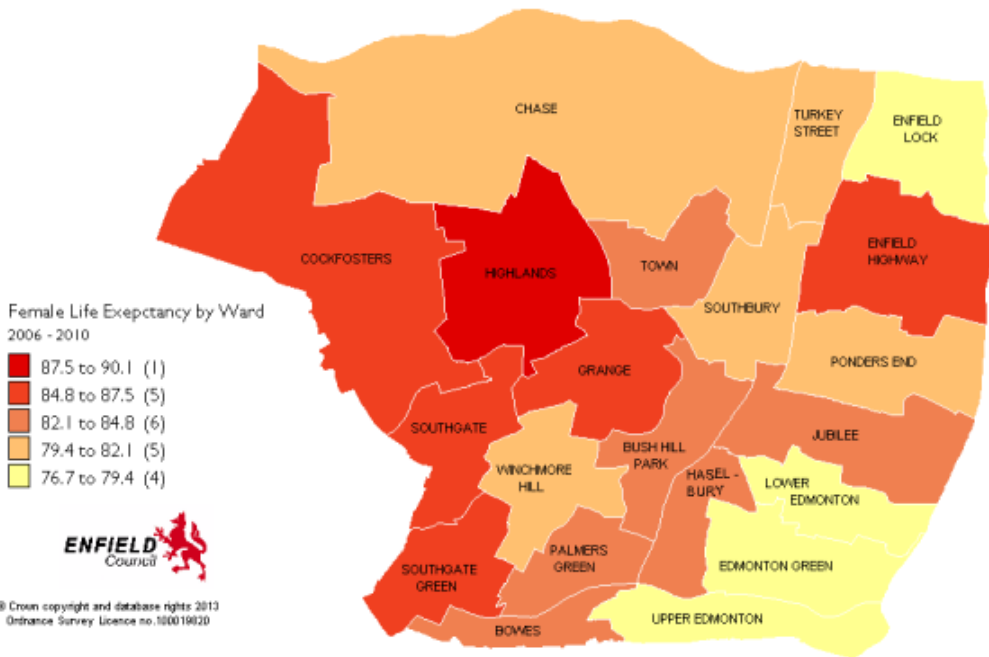 CHASE
TURKEY
STREET
ENFIELD
LOCK
COCKFOSTERS
HIGHLANDS
TOWN
ENFIELD
HIGHWAY
SOUTHBURY
Female Life Exepctancy by Ward
2006 - 2010
87.5 to 90.1 (1)
84.8 to 87.5 (5)
82.1 to 84.8 (6)
79.4 to 82.1 (5)
76.7 to 79.4 (4)
GRANGE
PONDERS END
SOUTHGATE
JUBILEE
BUSH HILL
PARK
WINCHMORE
HILL
HASEL -
BURY
LOWER
EDMONTON
ENFIELD
Council
PALMERS
GREEN
EDMONTON GREEN
SOUTHGATE
GREEN
UPPER EDMONTON
BOWES
® Crown copyright and database rights 2013
Ordnance Survey Licence no.100019820